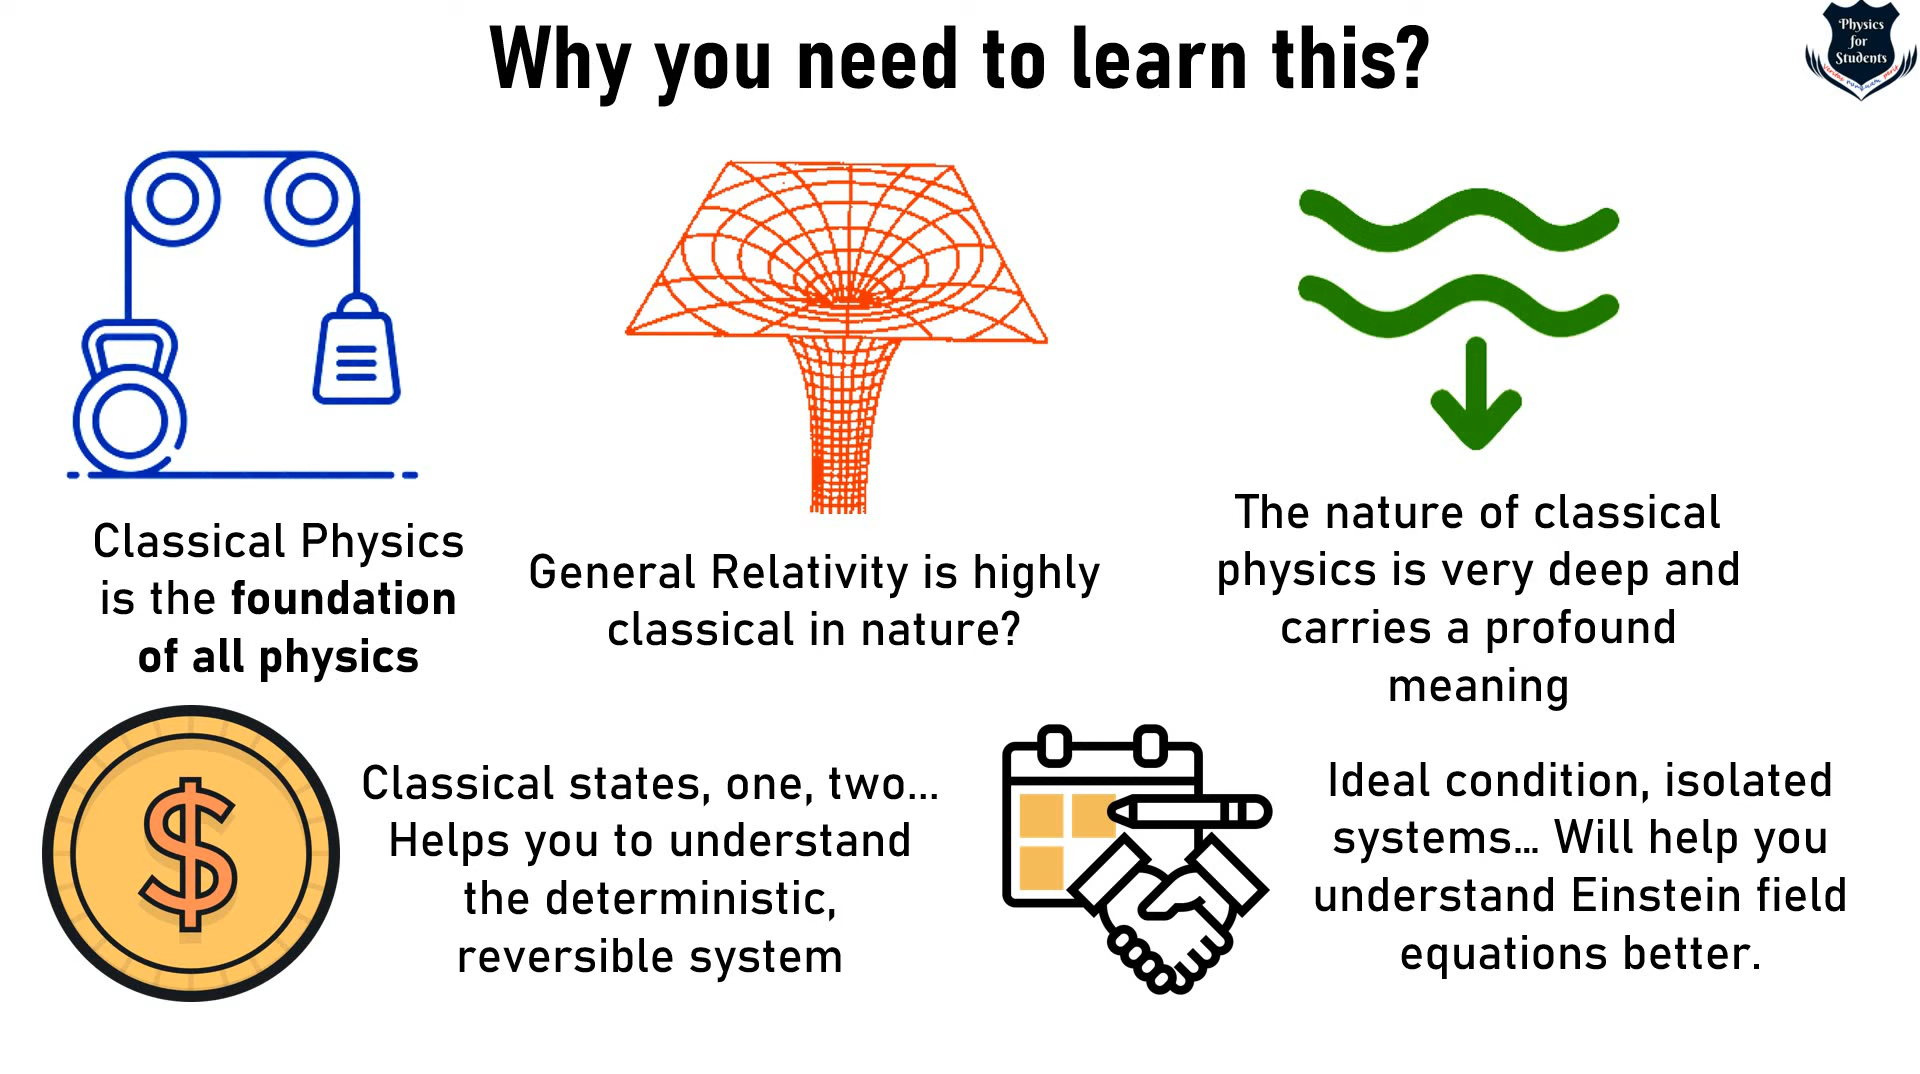 Why you need to learn this?
Physics
for
Students
Classical Physics
is the foundation
of all physics
General Relativity is highly
classical in nature?
The nature of classical
physics is very deep and
carries a profound
meaning
Classical states, one, two...
Helps you to understand
the deterministic,
reversible system
Ideal condition, isolated
systems... Will help you
understand Einstein field
equations better.